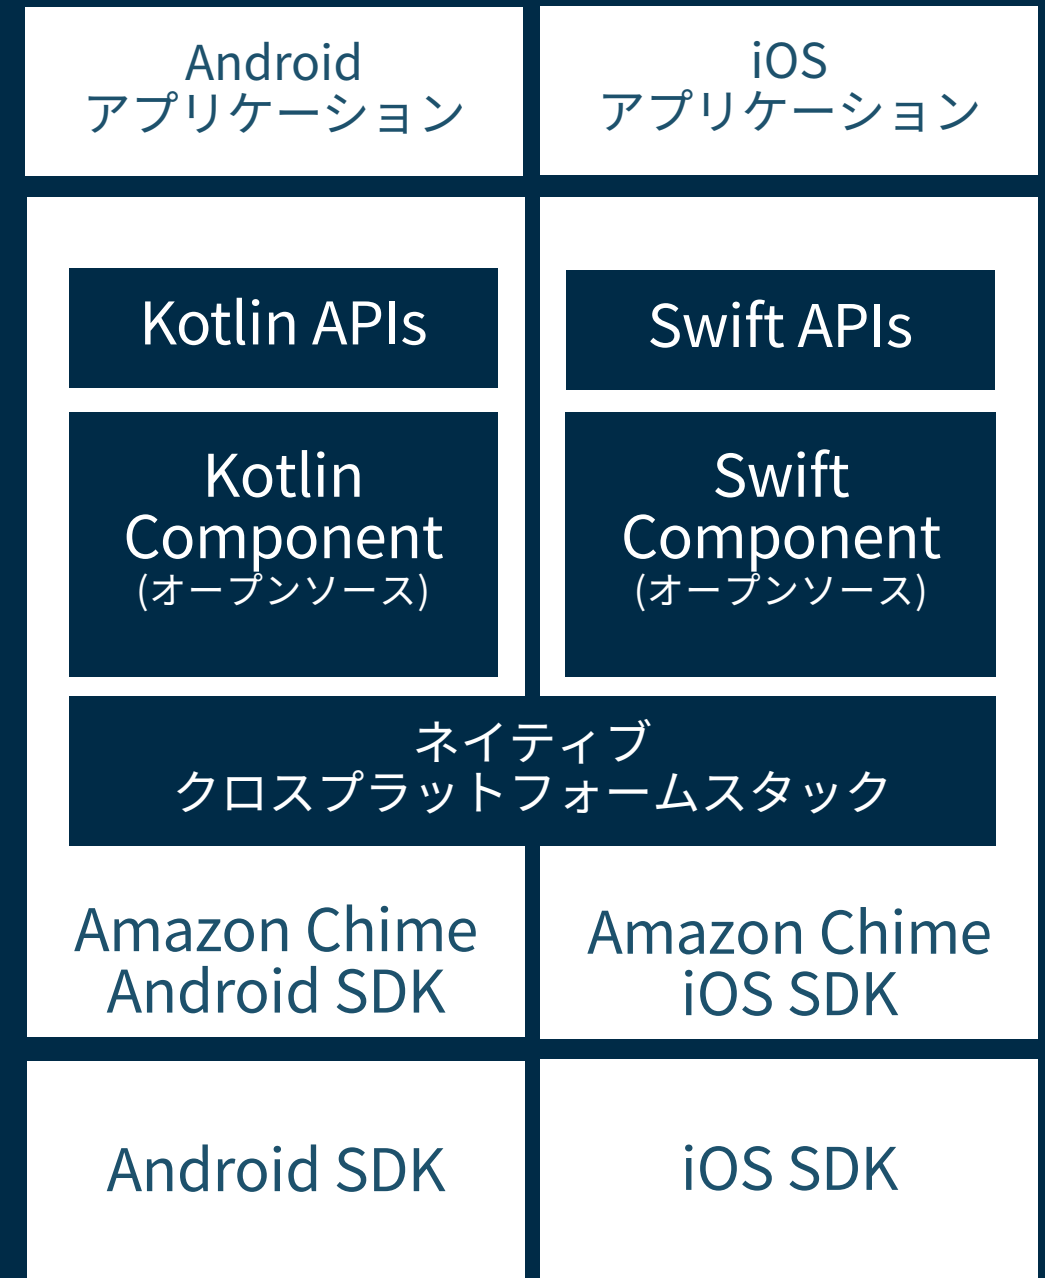 Android
アプリケーション
iOS
アプリケーション
Kotlin APIs
Swift APIs
Kotlin
Component
(オープンソース)
Swift
Component
(オープンソース)
ネイティブ
クロスプラットフォームスタック
Amazon Chime
Android SDK
Amazon Chime
iOS SDK
Android SDK
iOS SDK